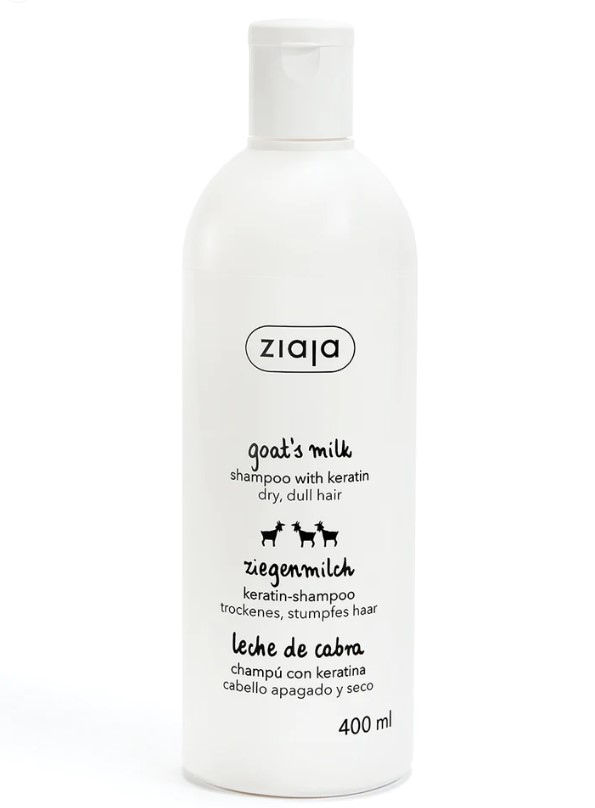 ziaja
goat's milk
shampoo with keratin
dry, dull hair
ziegenmilch
keratin-shampoo
trockenes, stumpfes haar
leche de cabra
champú con keratina
cabello apagado y seco
400 ml